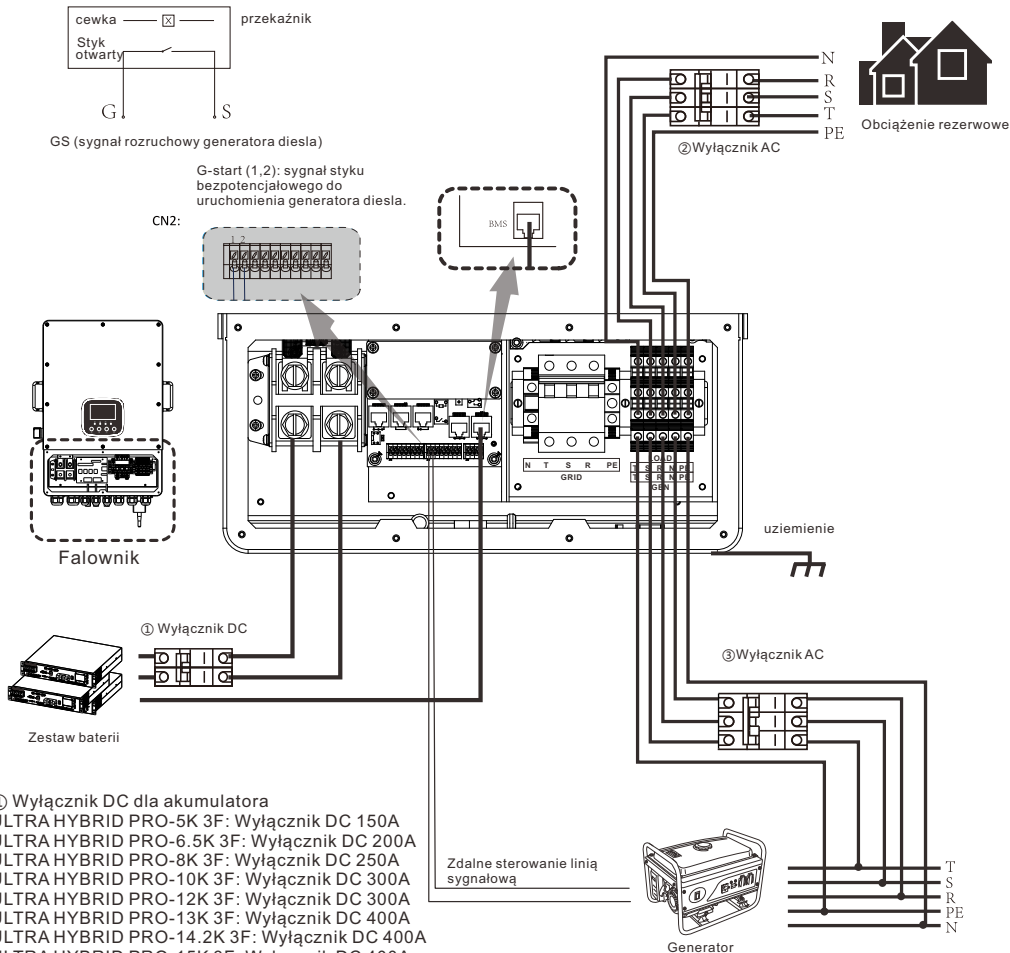 cewka
przekaźnik
Styk
otwarty
G
S
GS (sygnał rozruchowy generatora diesla)
G-start (1,2): sygnał styku
bezpotencjałowego do
uruchomienia generatora diesla.
CN2:
1 2
BMS
N
R
S
T
PE
②Wyłącznik AC
Obciążenie rezerwowe
Falownik
N T S R PE
GRID
LOAD
T S R N PE
T S R N PE
GEN
uziemienie
① Wyłącznik DC
Zestaw baterii
③Wyłącznik AC
① Wyłącznik DC dla akumulatora
ULTRA HYBRID PRO-5K 3F: Wyłącznik DC 150A
ULTRA HYBRID PRO-6.5K 3F: Wyłącznik DC 200A
ULTRA HYBRID PRO-8K 3F: Wyłącznik DC 250A
ULTRA HYBRID PRO-10K 3F: Wyłącznik DC 300A
ULTRA HYBRID PRO-12K 3F: Wyłącznik DC 300A
ULTRA HYBRID PRO-13K 3F: Wyłącznik DC 400A
ULTRA HYBRID PRO-14.2K 3F: Wyłącznik DC 400A
Zdalne sterowanie linią
sygnałową
Generator
T
S
R
PE
N